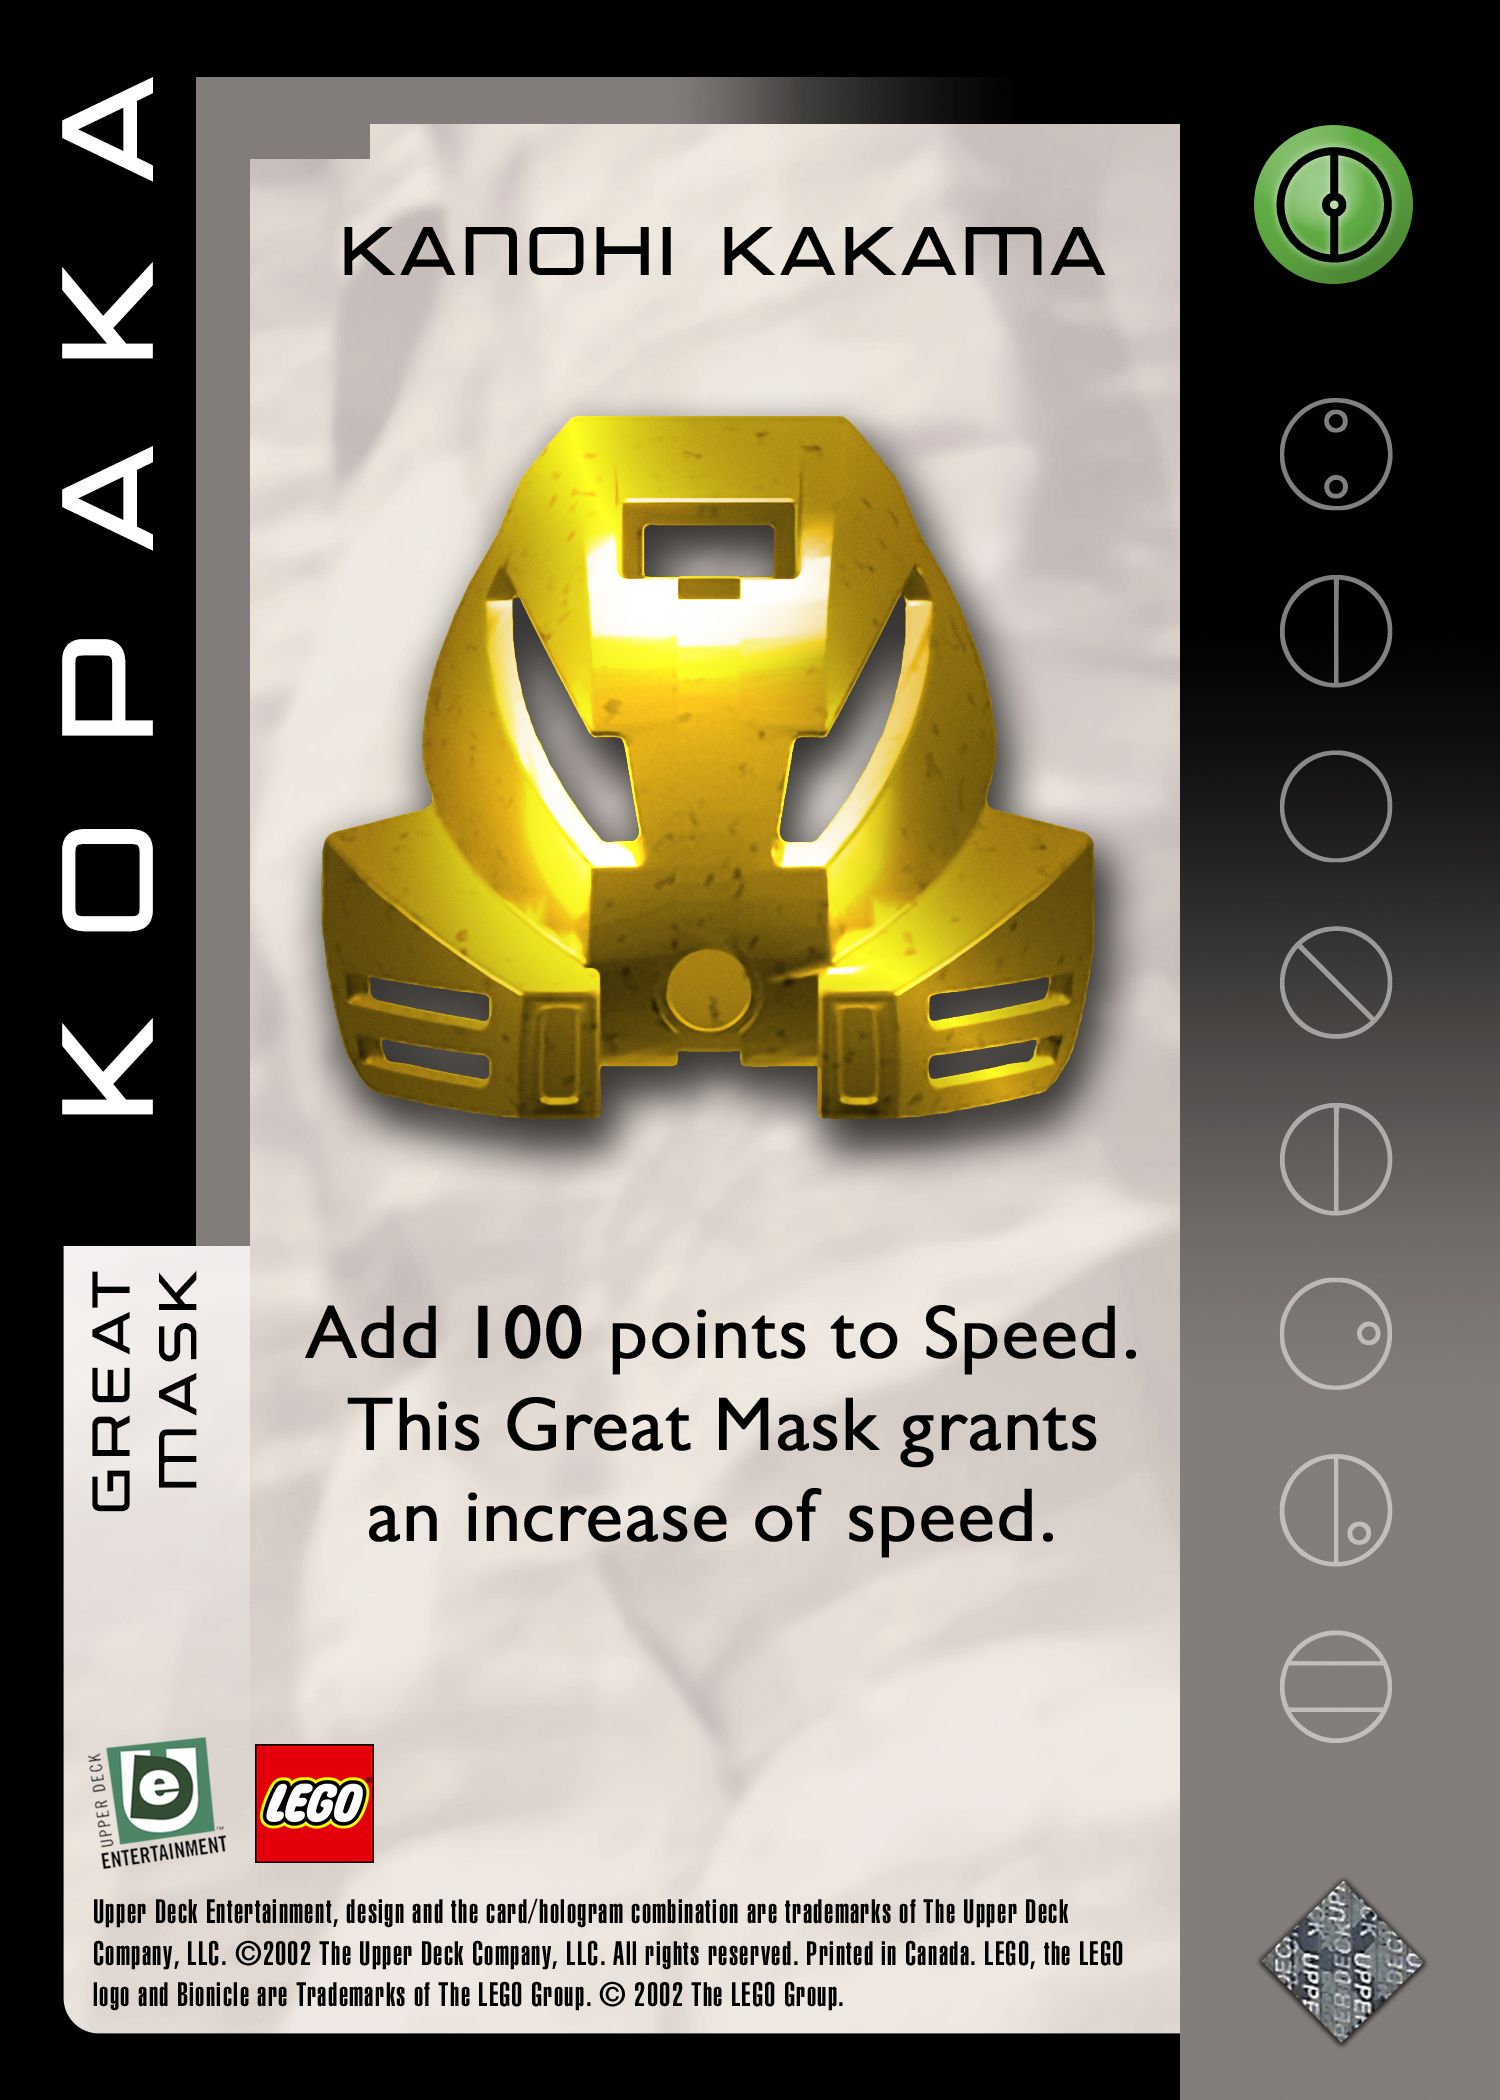 KOPAKA
KANOHI KAKAMA
GREAT
MASK
Add 100 points to Speed.
This Great Mask grants
an increase of speed.
UPPER DECK
Ue
ENTERTAINMENT
™
LEGO
Upper Deck Entertainment, design and the card/hologram combination are trademarks of The Upper Deck
Company, LLC. ©2002 The Upper Deck Company, LLC. All rights reserved. Printed in Canada. LEGO, the LEGO
logo and Bionicle are Trademarks of The LEGO Group. © 2002 The LEGO Group.